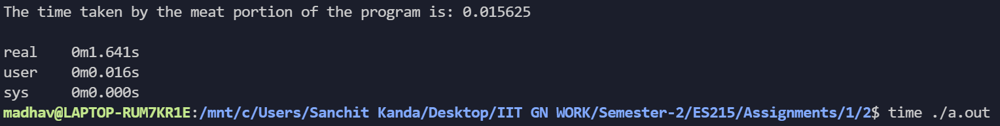 The time taken by the meat portion of the program is: 0.015625
real    0m1.641s
user    0m0.016s
sys     0m0.000s
madhav@LAPTOP-RUM7KR1E:/mnt/c/Users/Sanchit Kanda/Desktop/IIT GN WORK/Semester-2/ES215/Assignments/1/2$ time ./a.out